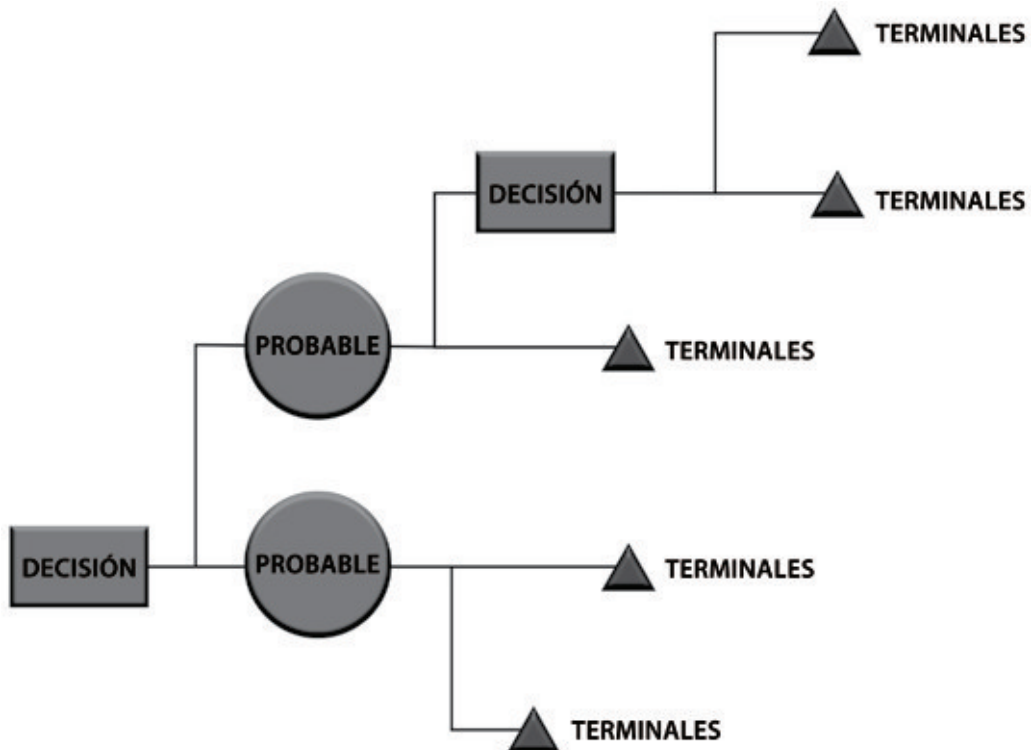 TERMINALES
DECISIÓN
TERMINALES
PROBABLE
TERMINALES
DECISIÓN
PROBABLE
TERMINALES
TERMINALES